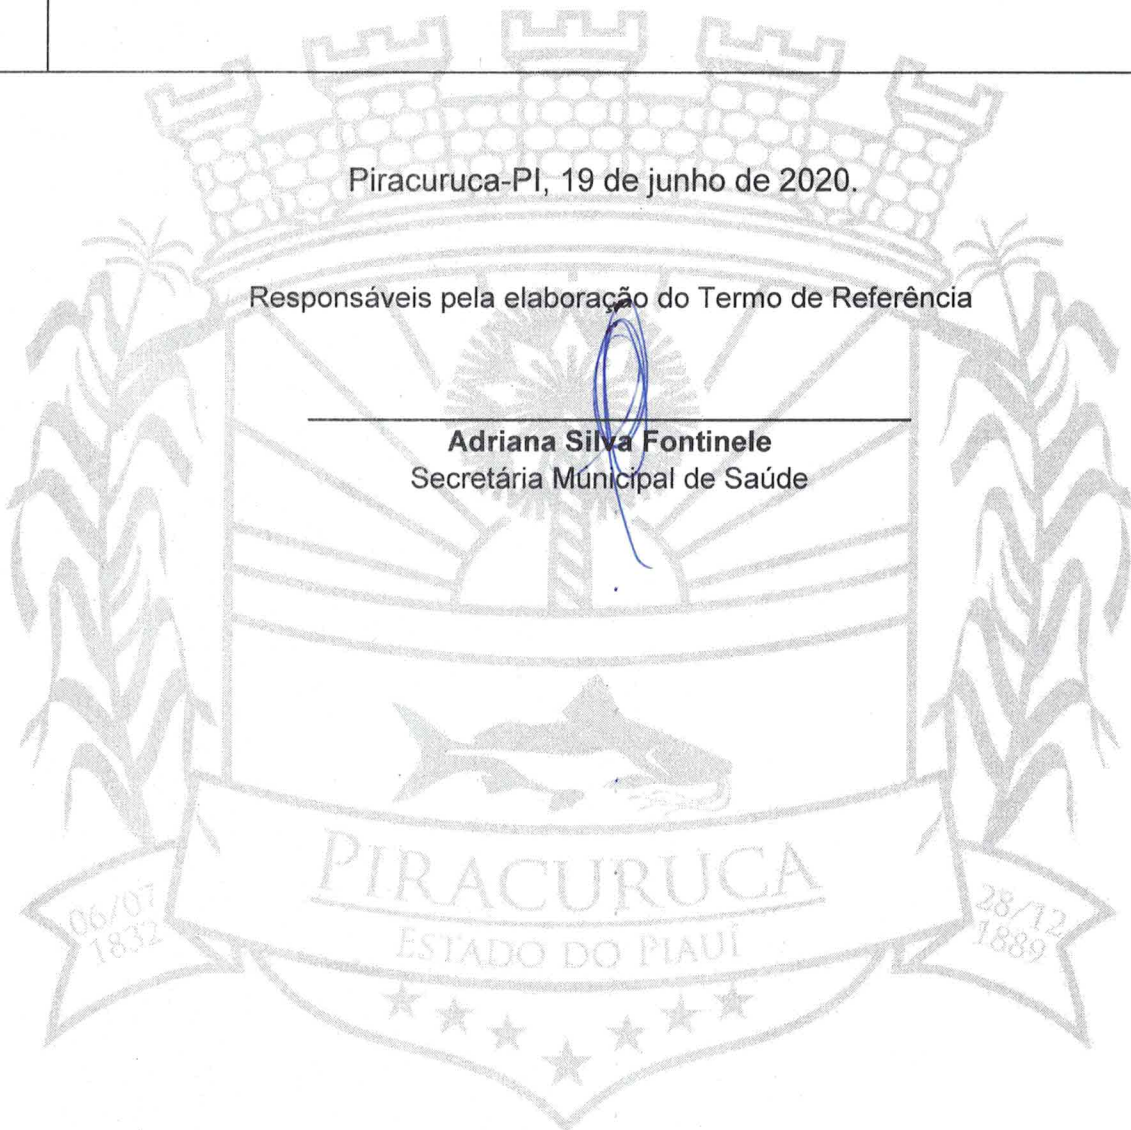 Piracuruca-PI, 19 de junho de 2020.
Responsáveis pela elaboração do Termo de Referência
Adriana Silva Fontinele
Secretária Municipal de Saúde
PIRACURUCA
ESTADO DO PIAUÍ
06/07
1832
28/12
1889